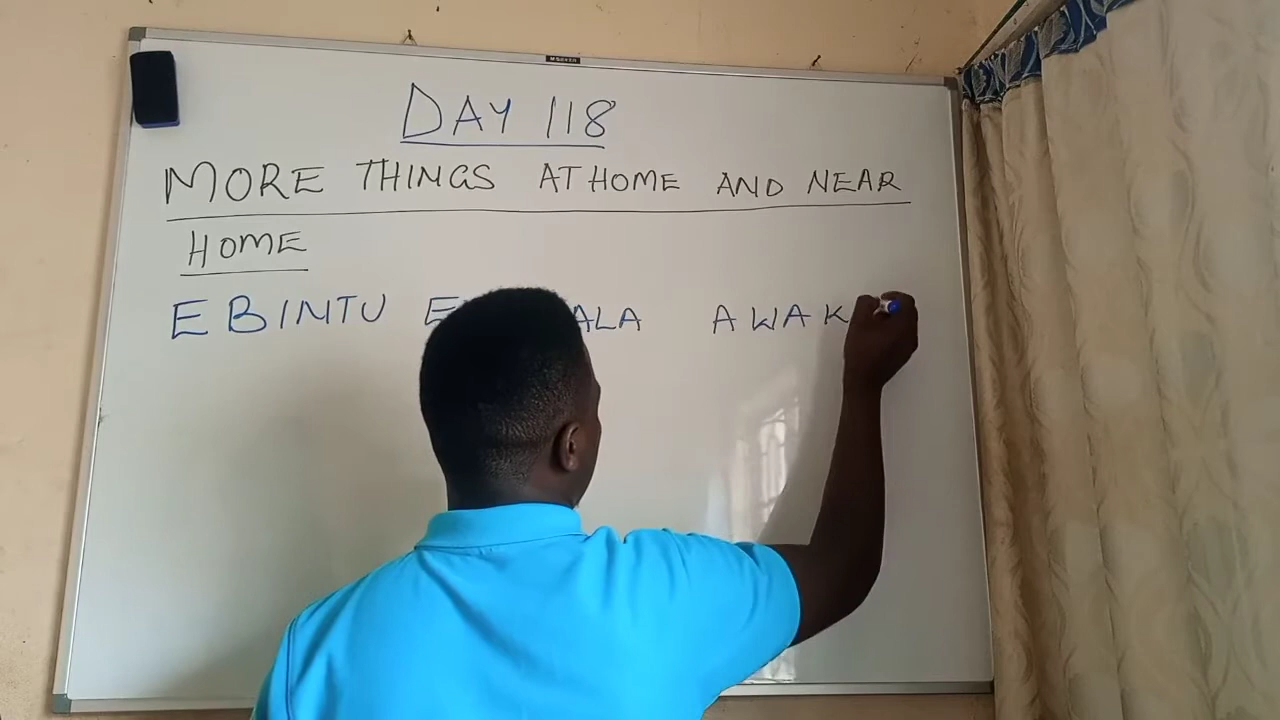 DAY 118
MORE THINGS AT HOME AND NEAR
HOME
EBINTU